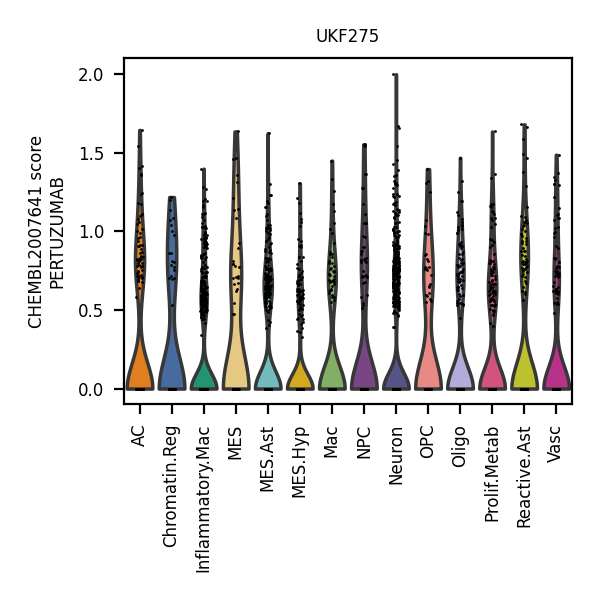 UKF275
CHEMBL2007641 score
PERTUZUMAB
2.0
1.5
1.0
0.5
0.0
AC
Chromatin.Reg
Inflammatory.Mac
MES
MES.Ast
MES.Hyp
Mac
NPC
Neuron
OPC
Oligo
Prolif.Metab
Reactive.Ast
Vasc